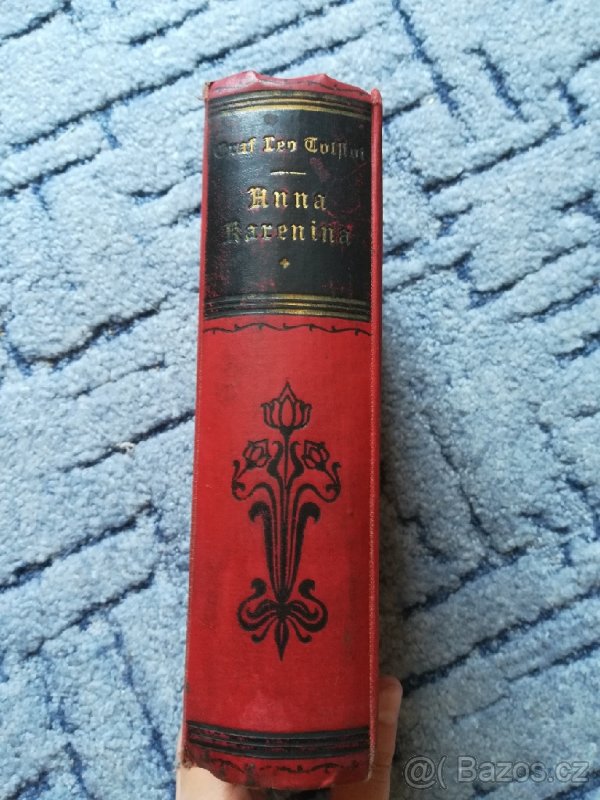 Graf Leo Tolstoi
Anna
Karenina
Bazos.cz